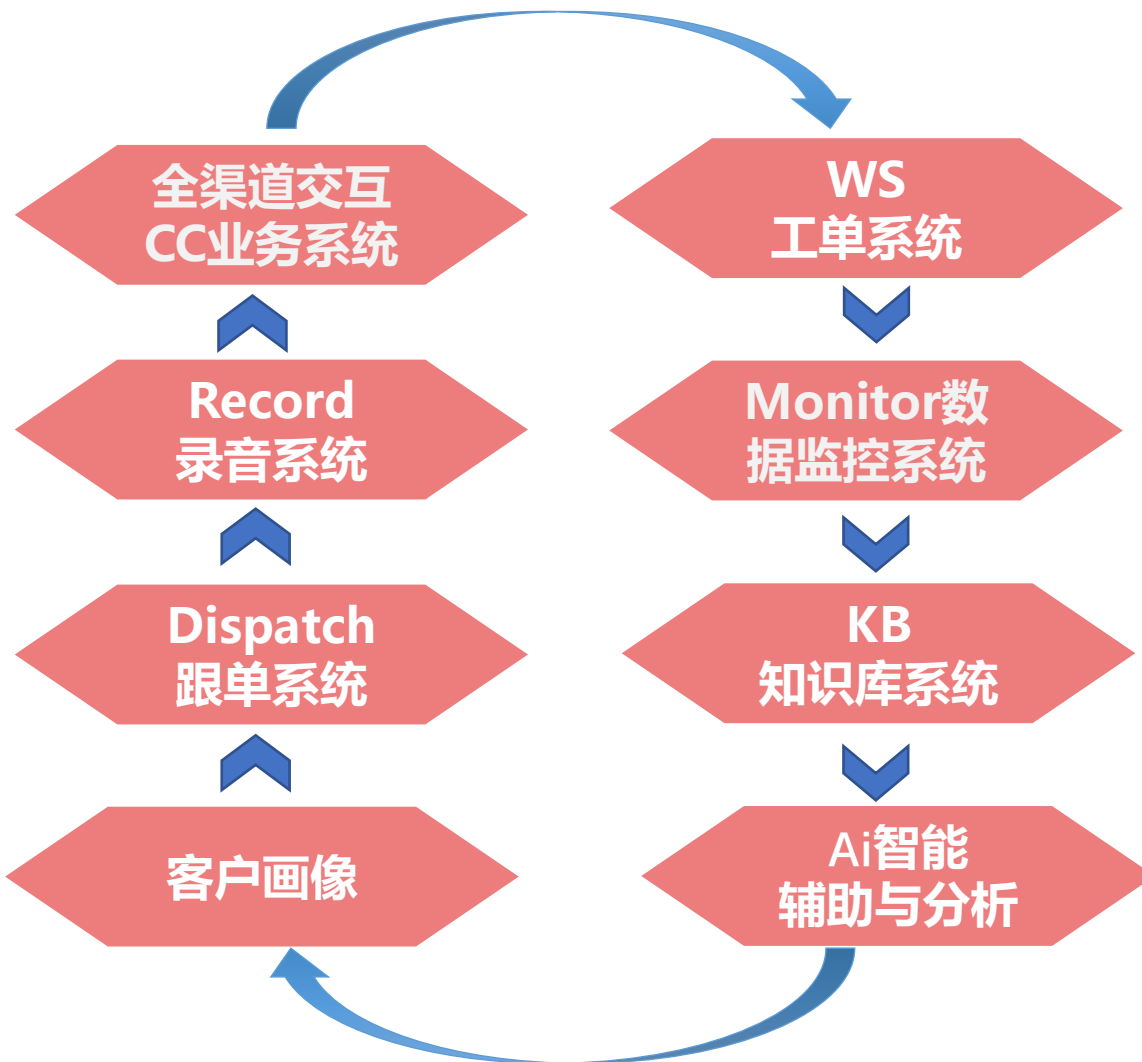 全渠道交互
CC业务系统
WS
工单系统
Record
录音系统
Monitor数
据监控系统
Dispatch
跟单系统
KB
知识库系统
客户画像
Ai智能
辅助与分析